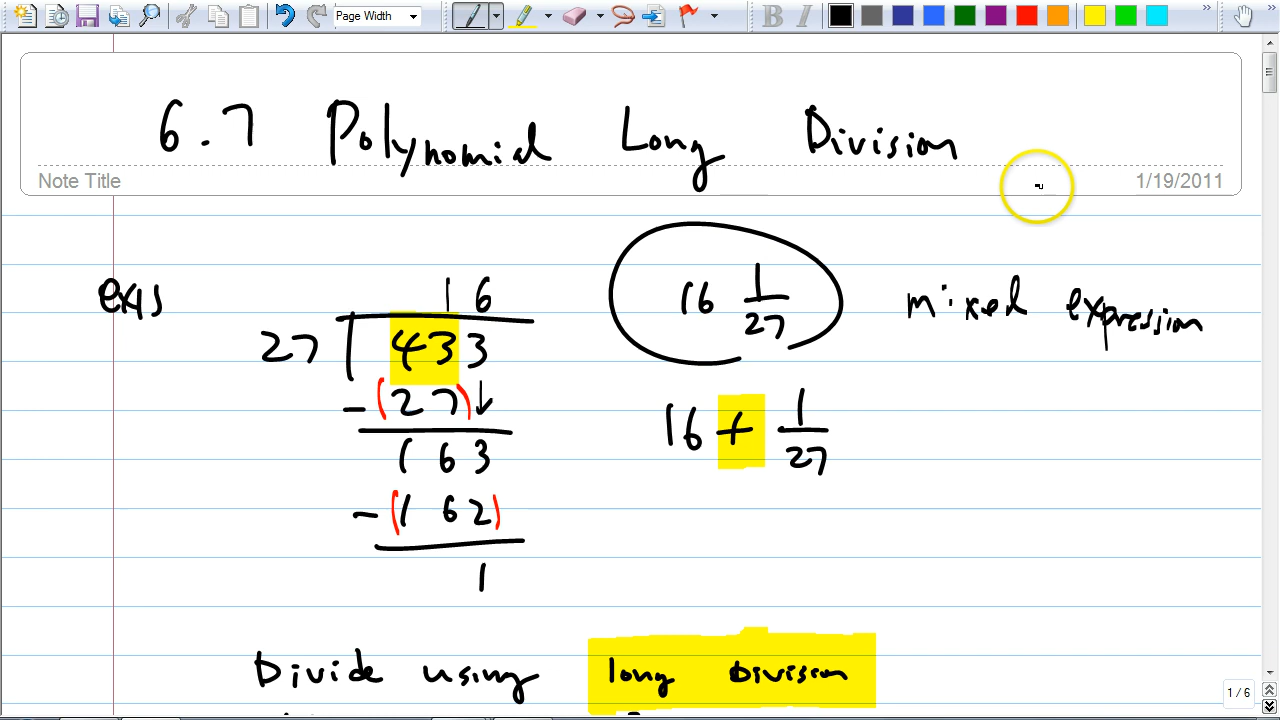 Page Width
B I
6.7 Polynomial Long Division
Note Title
1/19/2011
exs
16
27 433
-(27)↓
163
-(162)
1
16 1/27 mixed expression
16 + 1/27
Divide using long Division
1 / 6